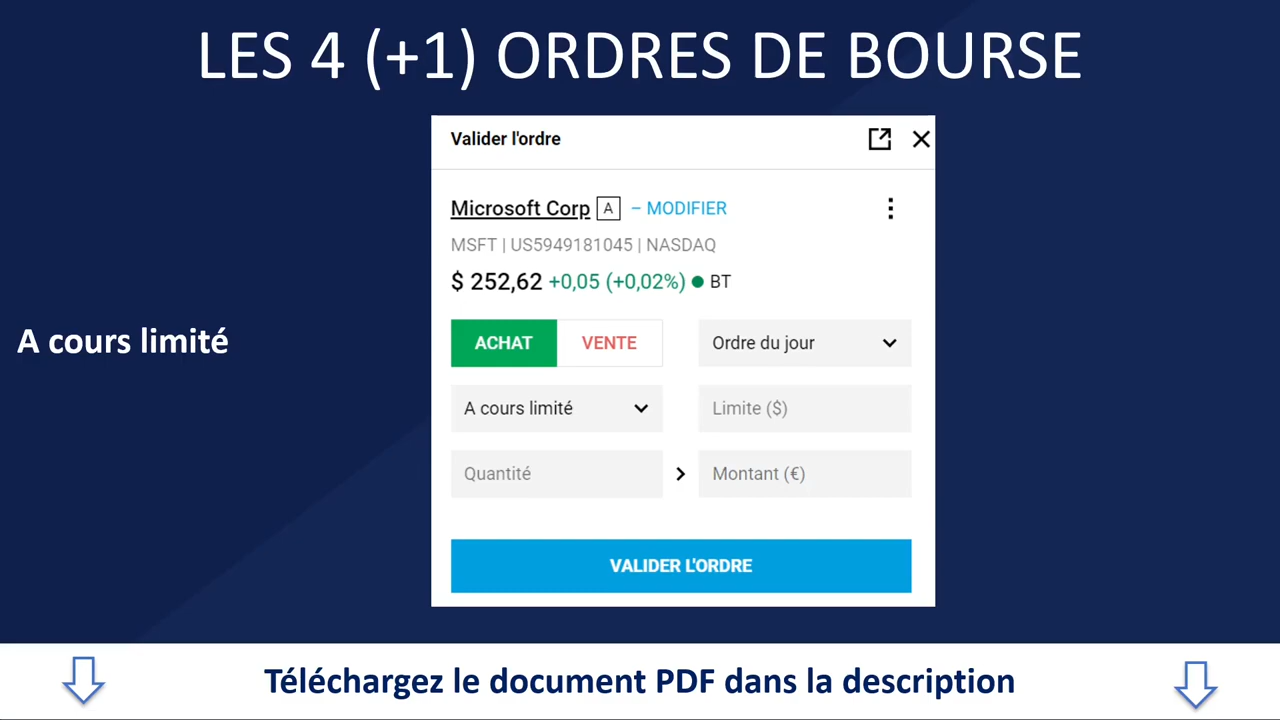 LES 4 (+1) ORDRES DE BOURSE
Valider l'ordre
Microsoft Corp A – MODIFIER
MSFT | US5949181045 | NASDAQ
$ 252,62 +0,05 (+0,02%) BT
ACHAT VENTE Ordre du jour
A cours limité
A cours limité Limite ($)
Quantité Montant (€)
VALIDER L'ORDRE
Téléchargez le document PDF dans la description